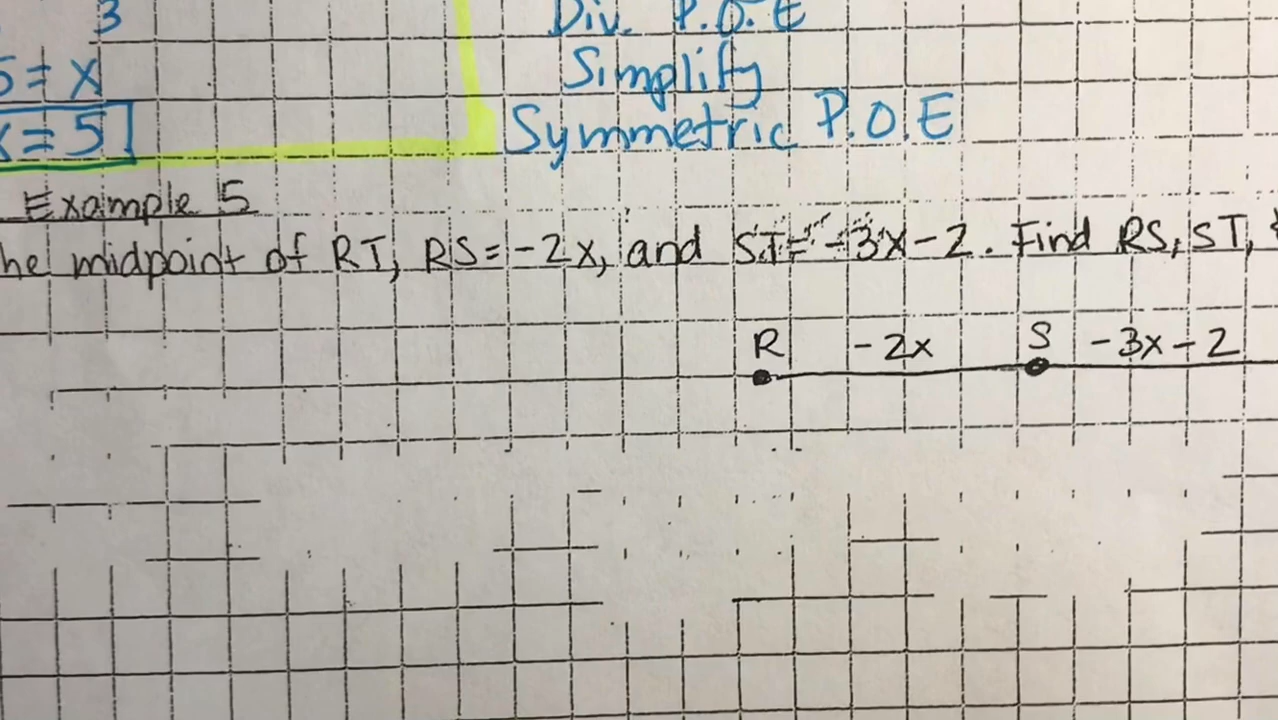 3
Div. P.O.E
5 = x
Simplify
x = 5
Symmetric P.O.E
Example 5
he midpoint of RT, RS = -2x, and ST = -3x-2. Find RS, ST,
R -2x S -3x-2